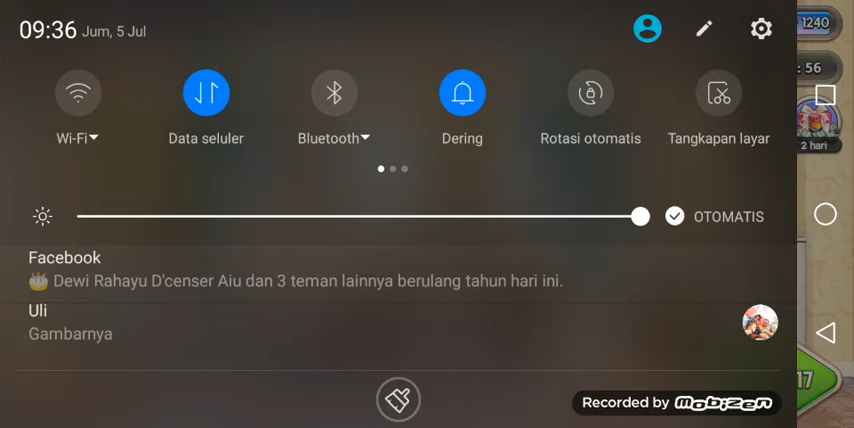 09:36 Jum, 5 Jul
1240
: 56
Wi-Fi
Data seluler
Bluetooth
Dering
Rotasi otomatis
Tangkapan layar
2 hari
OTOMATIS
Facebook
🎂 Dewi Rahayu D'censer Aiu dan 3 teman lainnya berulang tahun hari ini.
Uli
Gambarnya
17
Recorded by mobizen